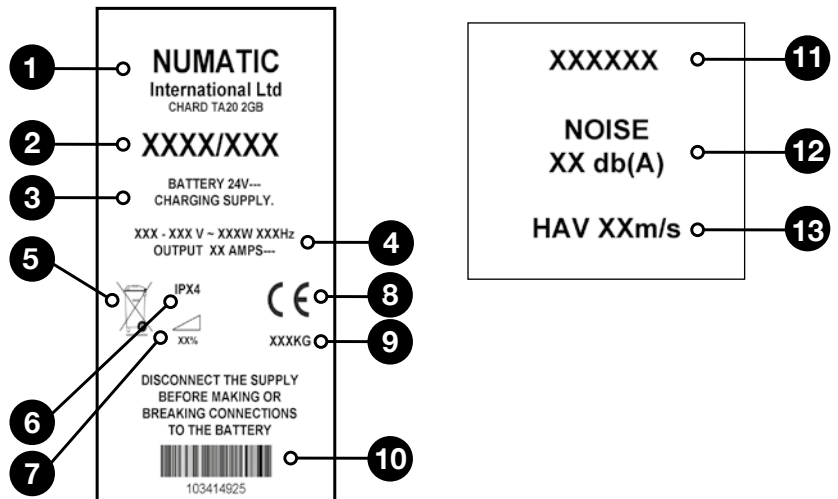 1
NUMATIC
International Ltd
CHARD TA20 2GB
2
XXXX/XXX
3
BATTERY 24V---
CHARGING SUPPLY.
XXX - XXX V ~ XXXW XXXHz
OUTPUT XX AMPS---
4
5
IPX4
CE
8
XX%
XXXKG
9
6
7
DISCONNECT THE SUPPLY
BEFORE MAKING OR
BREAKING CONNECTIONS
TO THE BATTERY
10
103414925
XXXXXX
11
NOISE
XX db(A)
12
HAV XXm/s
13